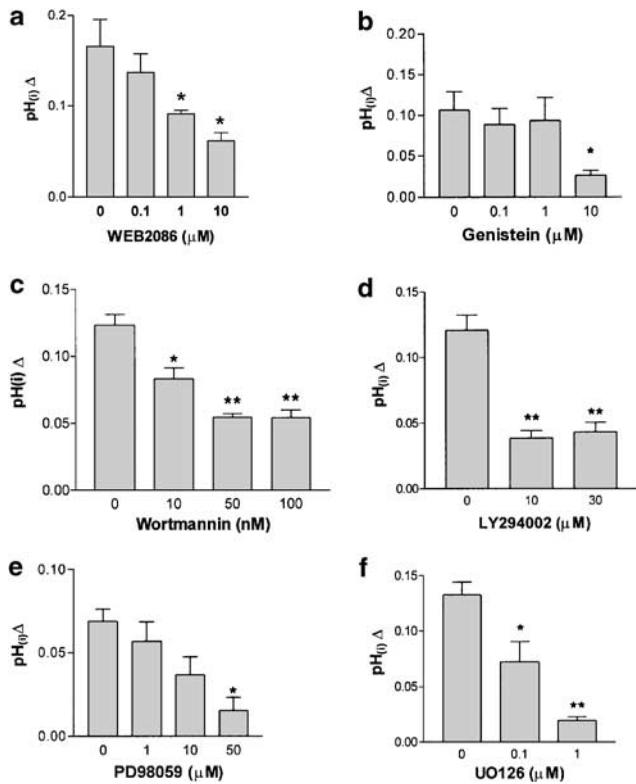 a
pH(i) Δ
0.2
0.1
0.0
* *
0 0.1 1 10
WEB2086 (μM)
b
pH(i) Δ
0.20
0.15
0.10
0.05
0.00
*
0 0.1 1 10
Genistein (μM)
c
pH(i) Δ
0.15
0.10
0.05
0.00
* ** **
0 10 50 100
Wortmannin (nM)
d
pH(i) Δ
0.15
0.10
0.05
0.00
** **
0 10 30
LY294002 (μM)
e
pH(i) Δ
0.10
0.05
0.00
*
0 1 10 50
PD98059 (μM)
f
pH(i) Δ
0.15
0.10
0.05
0.00
* **
0 0.1 1
UO126 (μM)